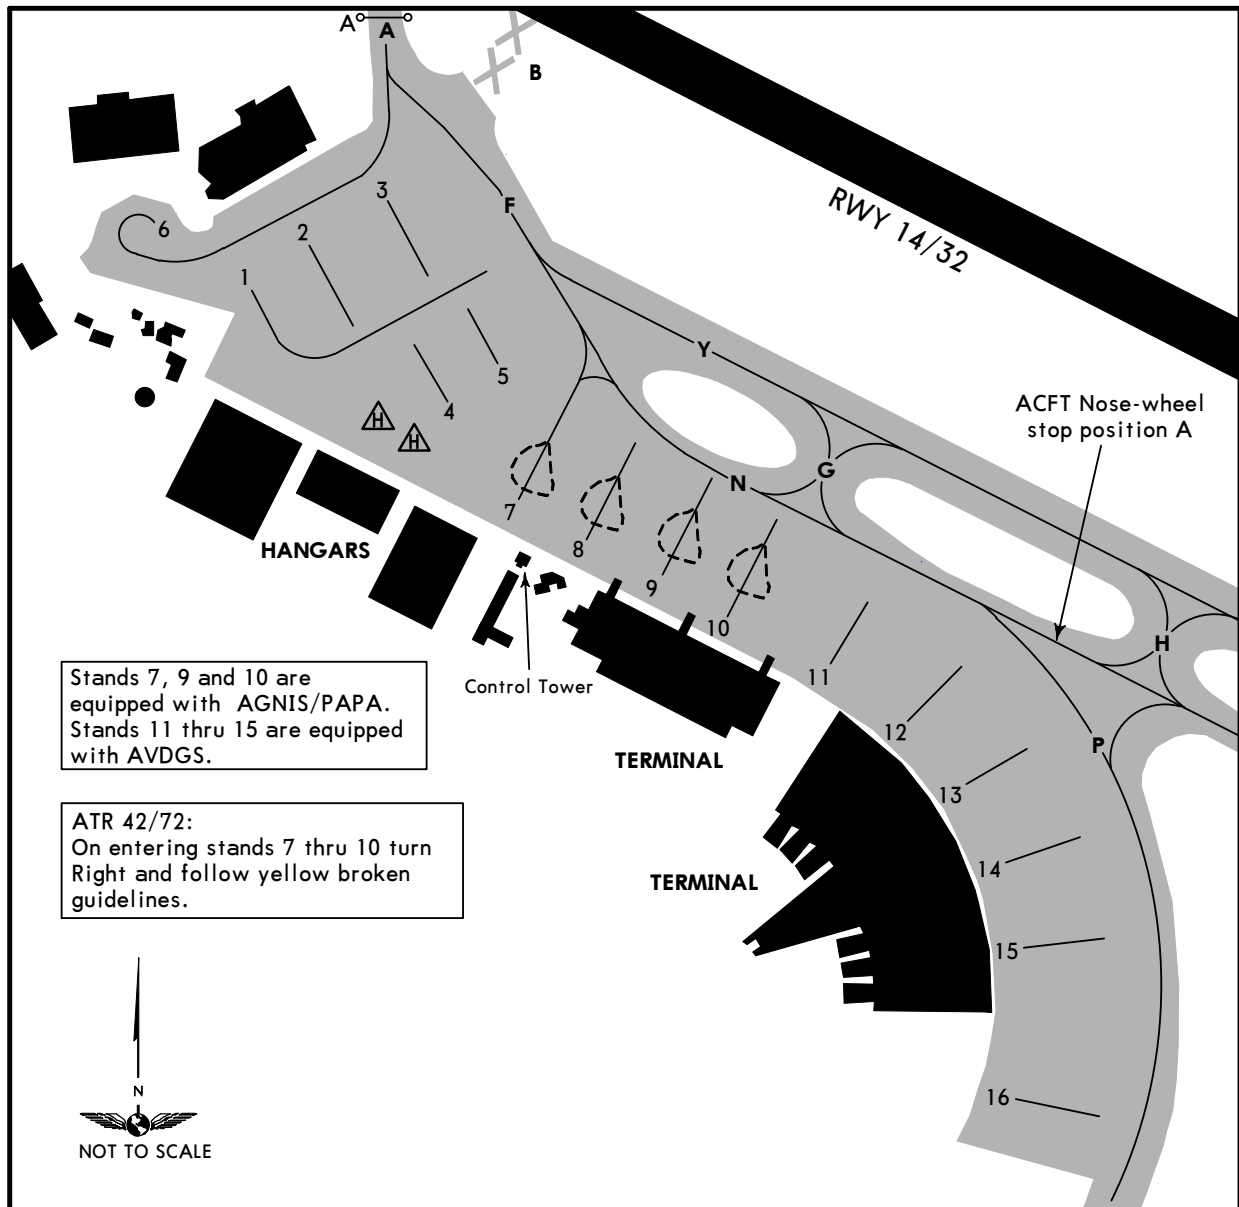 A
A
B
RWY 14/32
3
F
6
2
1
Y
5
4
H
H
ACFT Nose-wheel
stop position A
G
N
7
8
9
10
HANGARS
H
11
Control Tower
Stands 7, 9 and 10 are
equipped with AGNIS/PAPA.
Stands 11 thru 15 are equipped
with AVDGS.
12
P
TERMINAL
13
ATR 42/72:
On entering stands 7 thru 10 turn
Right and follow yellow broken
guidelines.
14
TERMINAL
15
16
N
NOT TO SCALE